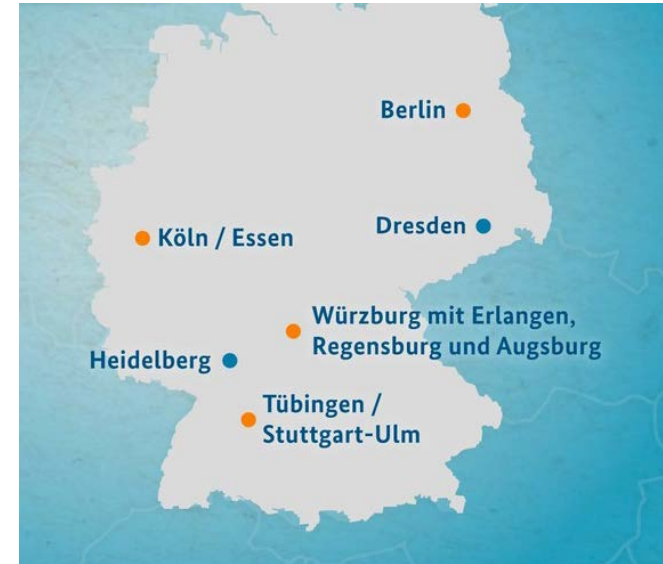 Berlin
Dresden
Köln / Essen
Würzburg mit Erlangen,
Regensburg und Augsburg
Heidelberg
Tübingen /
Stuttgart-Ulm